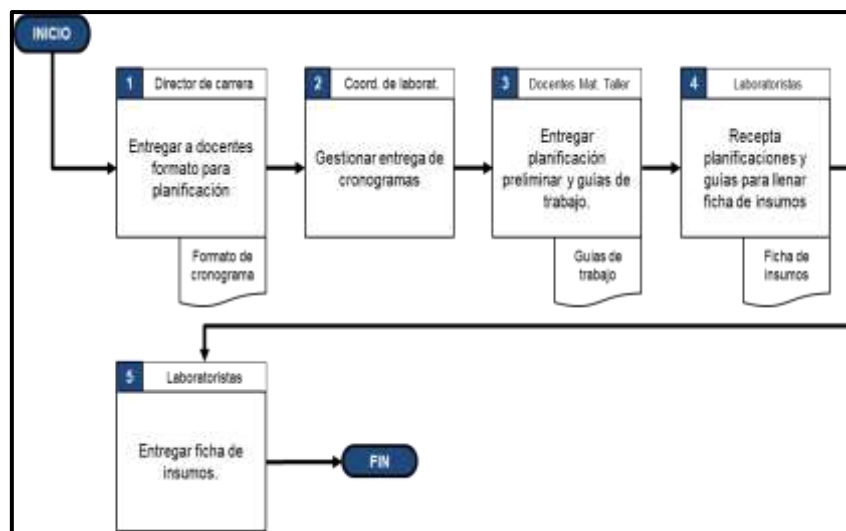 INICIO
1 Director de carrera
Entregar a docentes
formato para
planificación
Formato de
cronograma
2 Coord. de laborat.
Gestionar entrega de
cronogramas
3 Docentes Mat. Taller
Entregar
planificación
preliminar y guías de
trabajo.
Guías de
trabajo
4 Laboratoristas
Recepta
planificaciones y
guías para llenar
ficha de insumos
Ficha de
insumos
5 Laboratoristas
Entregar ficha de
insumos.
FIN